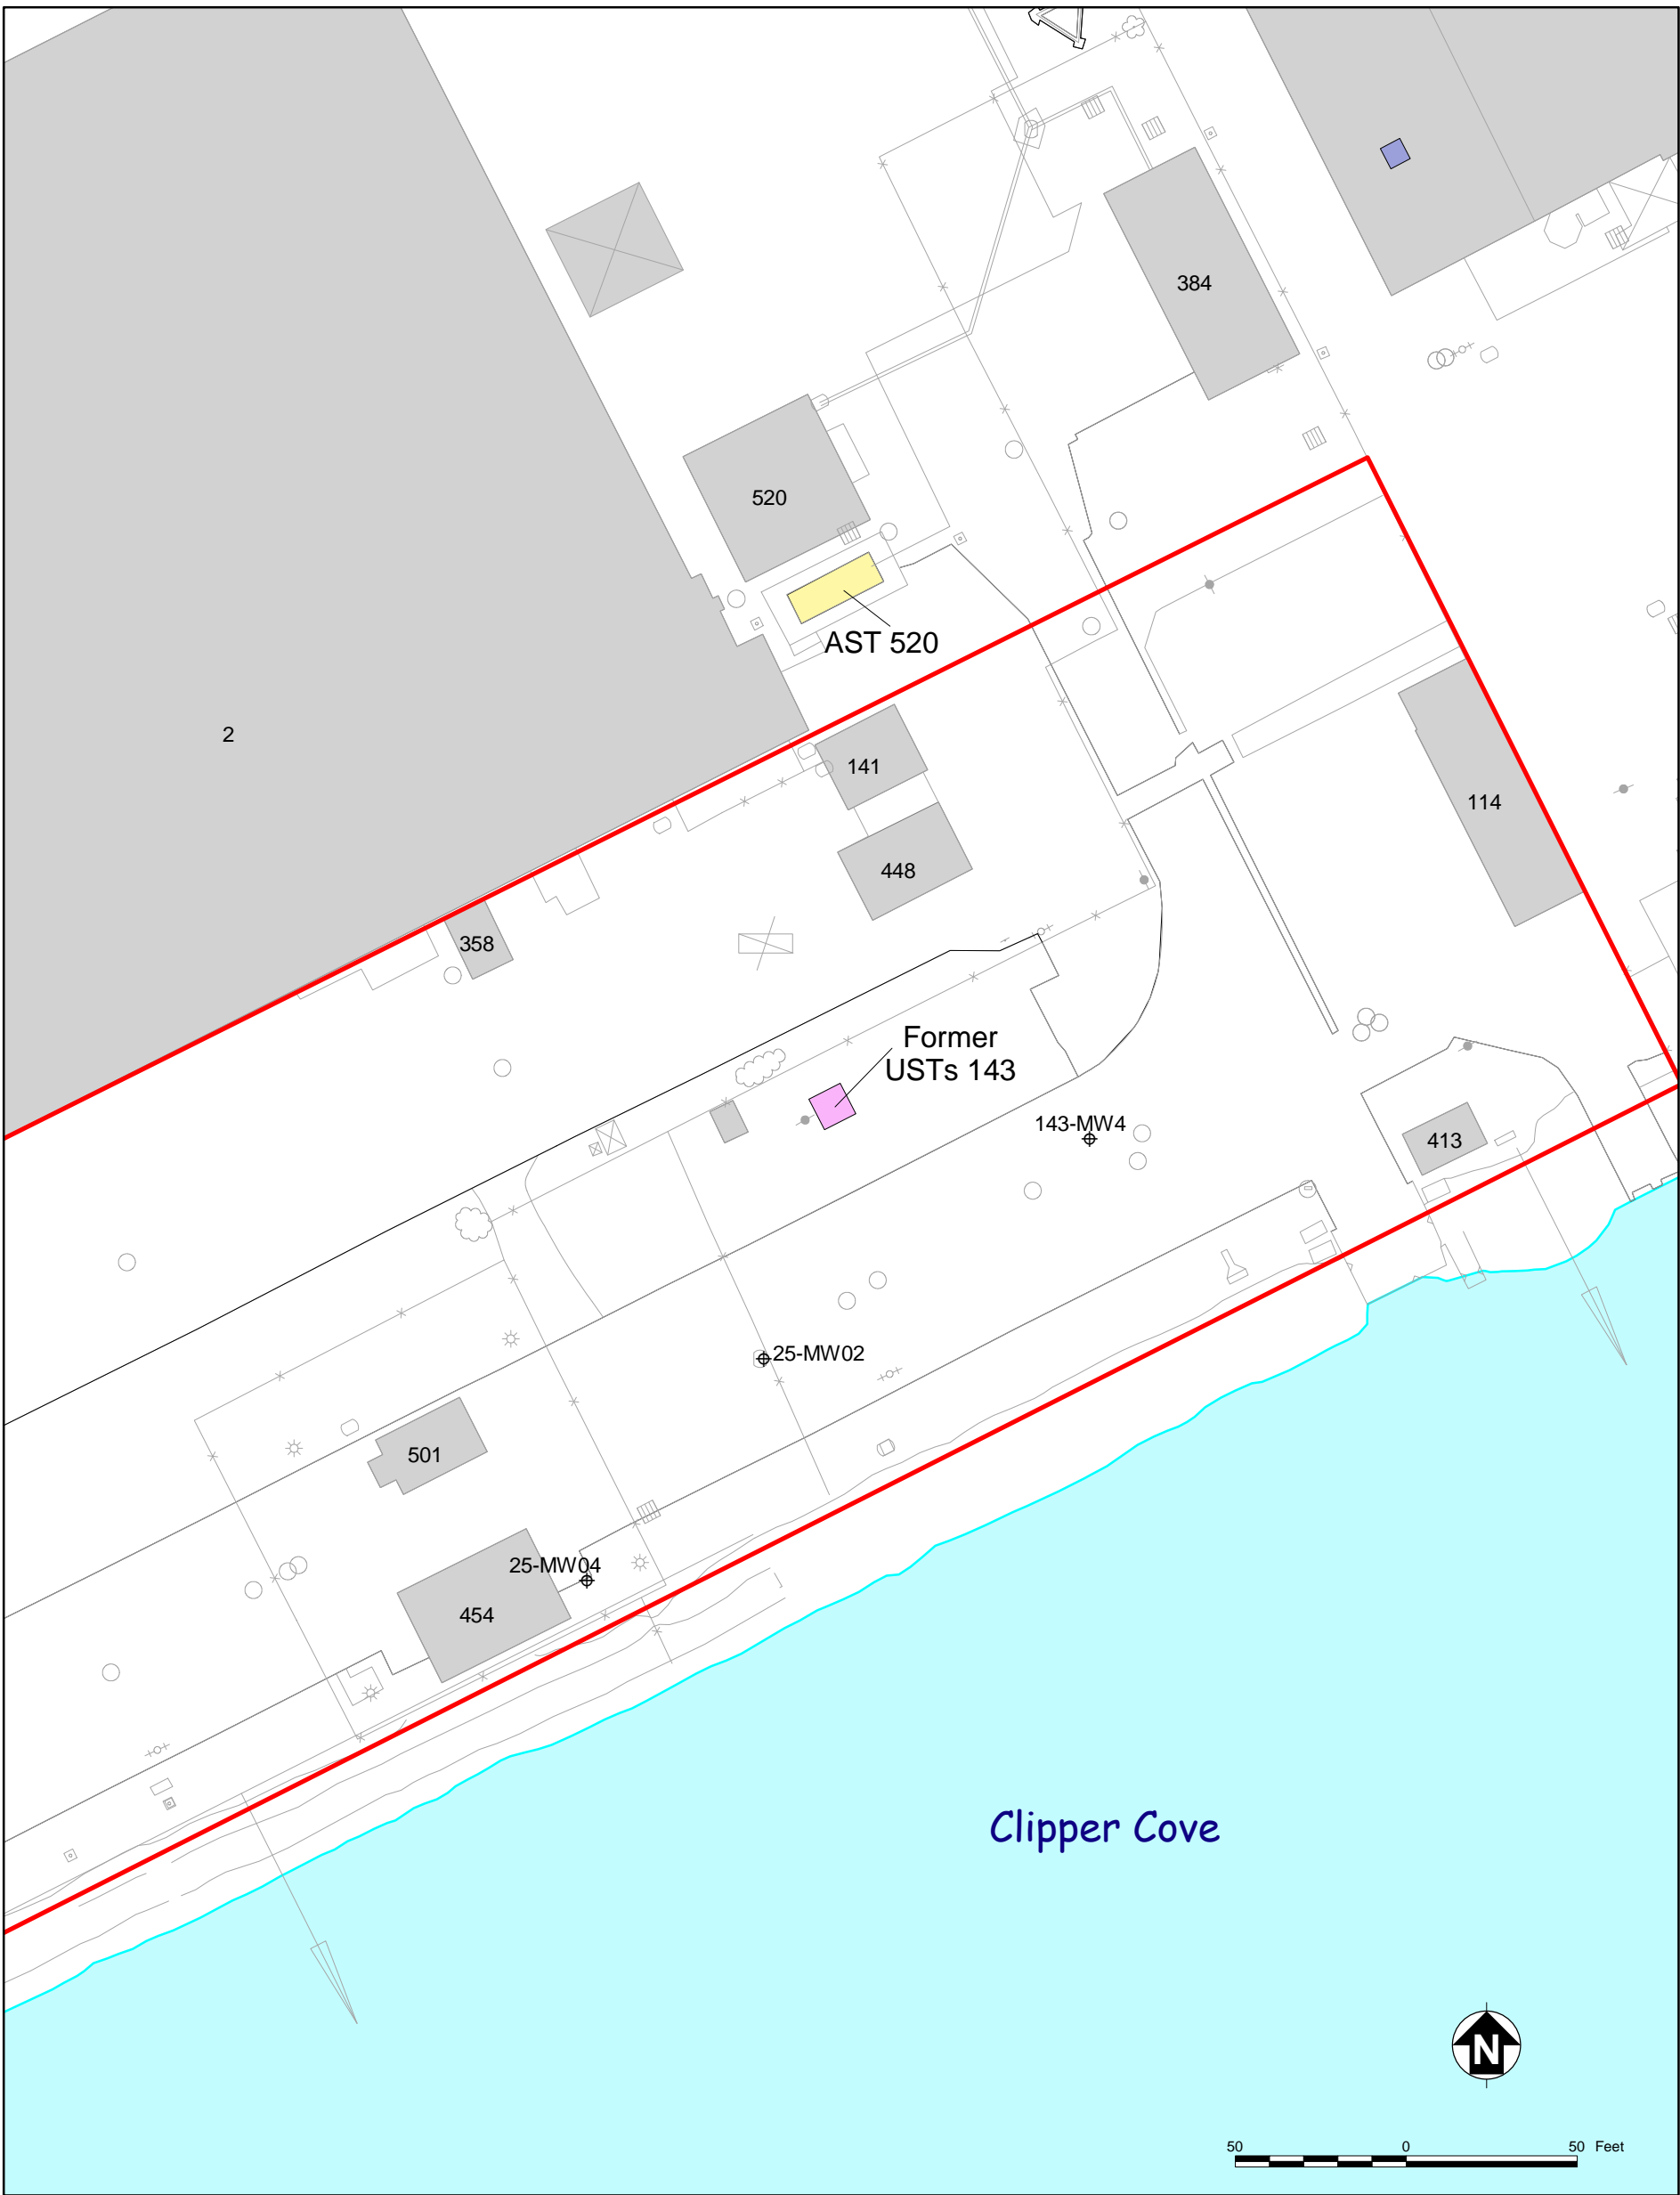 384
520
AST 520
2
141
114
448
358
Former
USTs 143
143-MW4
413
25-MW02
501
25-MW04
454
Clipper Cove
N
50 0 50 Feet